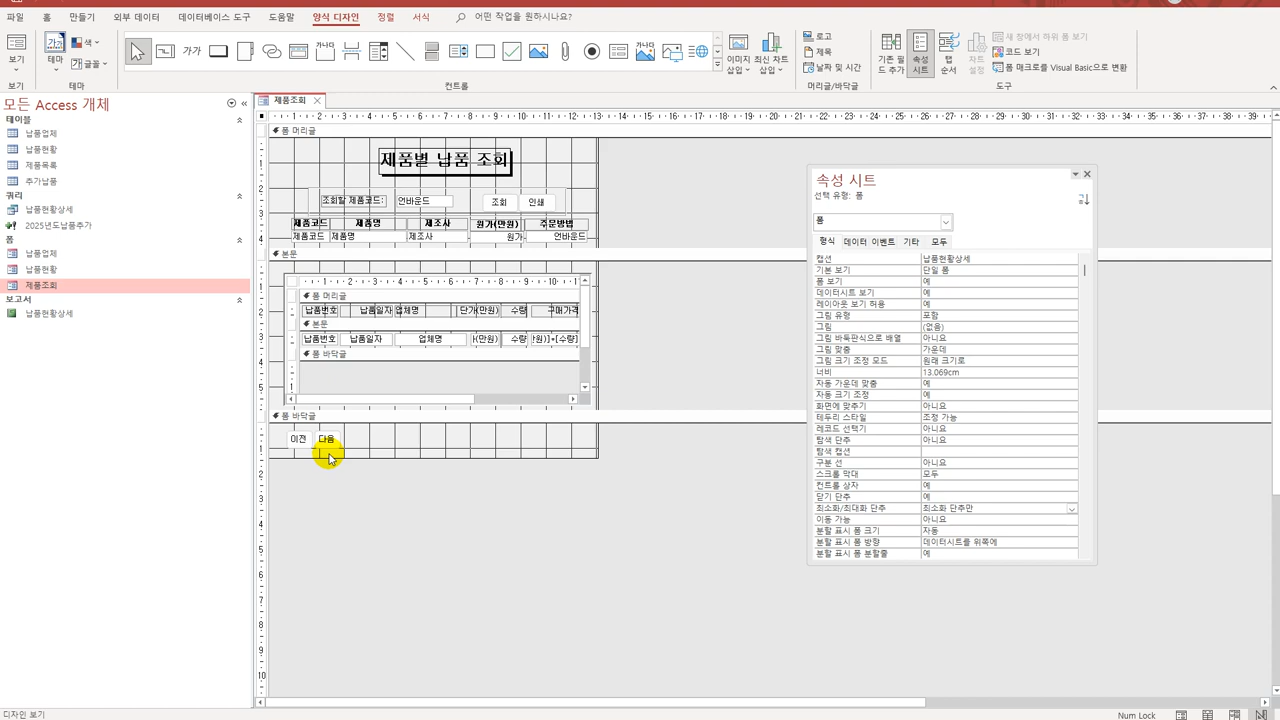 파일
홈
만들기
외부 데이터
데이터베이스 도구
도움말
양식 디자인
정렬
서식
어떤 작업을 원하시나요?
보기
테마
색
글꼴
가가
가나다
이미지 삽입
최신 차트 삽입
로고
제목
날짜 및 시간
기존 필드 추가
속성 시트
탭 순서
차트 설정
새 창에서 하위 폼 보기
코드 보기
폼 매크로를 Visual Basic으로 변환
보기
테마
컨트롤
머리글/바닥글
도구
모든 Access 개체
테이블
납품업체
납품현황
제품목록
추가납품
쿼리
납품현황상세
2025년도납품추가
폼
납품업체
납품현황
제품조회
보고서
납품현황상세
제품조회
폼 머리글
제품별 납품 조회
조회할 제품코드:
언바운드
조회
인쇄
제품코드
제품명
제조사
원가(만원)
주문방법
제품코드
제품명
제조사
원가
언바운드
본문
폼 머리글
납품번호
납품일자
업체명
단가(만원)
수량
구매가격
본문
납품번호
납품일자
업체명
수량
폼 바닥글
폼 바닥글
이전
다음
속성 시트
선택 유형: 폼
폼
형식 데이터 이벤트 기타 모두
캡션 납품현황상세
기본 보기 단일 폼
폼 보기 예
데이터시트 보기 예
레이아웃 보기 허용 예
그림 유형 포함
그림 (없음)
그림 바둑판식으로 배열 아니요
그림 맞춤 가운데
그림 크기 조정 모드 원래 크기로
너비 13.069cm
자동 가운데 맞춤 예
자동 크기 조정 예
화면에 맞추기 아니요
테두리 스타일 조정 가능
레코드 선택기 아니요
탐색 단추 아니요
탐색 캡션
구분 선 아니요
스크롤 막대 모두
컨트롤 상자 예
닫기 단추 예
최소화/최대화 단추 최소화 단추만
이동 가능 아니요
분할 표시 폼 크기 자동
분할 표시 폼 방향 데이터시트를 위쪽에
분할 표시 폼 분할줄 예
디자인 보기
Num Lock